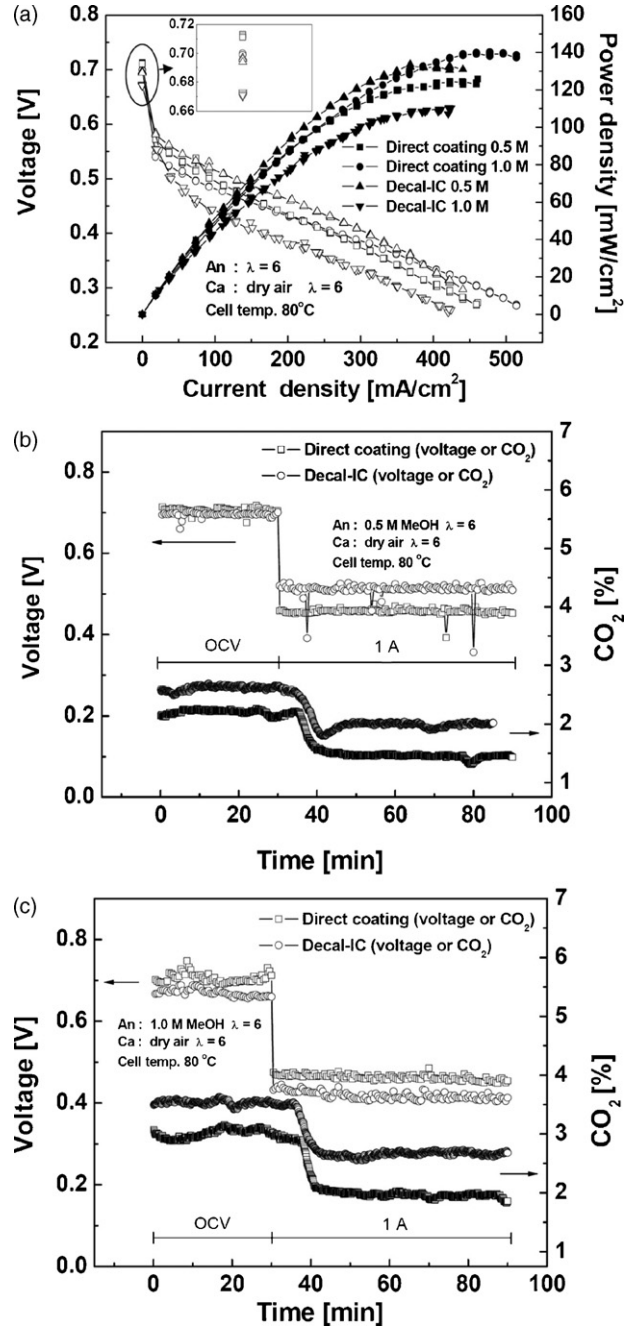 (a)
0.8
0.7
0.6
0.5
0.4
0.3
0.2
Voltage [V]
0.72
0.70
0.68
0.66
160
140
120
100
80
60
40
20
0
Power density [mW/cm²]
Direct coating 0.5 M
Direct coating 1.0 M
Decal-IC 0.5 M
Decal-IC 1.0 M
An : λ = 6
Ca : dry air λ = 6
Cell temp. 80°C
0 100 200 300 400 500
Current density [mA/cm²]
(b)
0.8
0.6
0.4
0.2
0.0
Voltage [V]
7
6
5
4
3
2
1
CO₂ [%]
Direct coating (voltage or CO₂)
Decal-IC (voltage or CO₂)
An : 0.5 M MeOH λ = 6
Ca : dry air λ = 6
Cell temp. 80 °C
OCV 1 A
0 20 40 60 80 100
Time [min]
(c)
0.8
0.6
0.4
0.2
0.0
Voltage [V]
7
6
5
4
3
2
1
CO₂ [%]
Direct coating (voltage or CO₂)
Decal-IC (voltage or CO₂)
An : 1.0 M MeOH λ = 6
Ca : dry air λ = 6
Cell temp. 80 °C
OCV 1 A
0 20 40 60 80 100
Time [min]